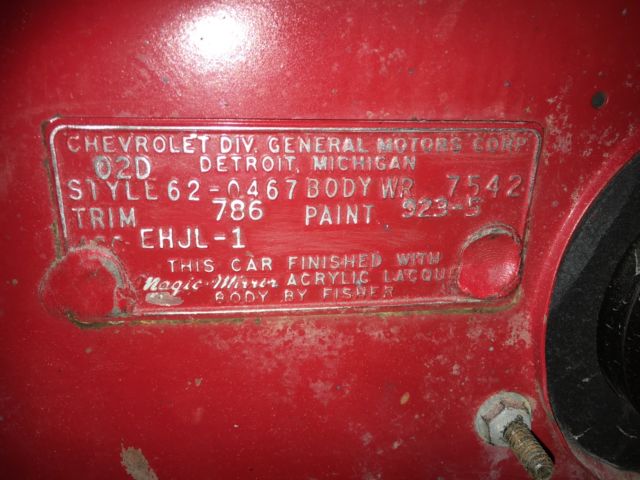 CHEVROLET DIV. GENERAL MOTORS CORP
02D DETROIT, MICHIGAN
STYLE 62-0467 BODY WR 7542
TRIM 786 PAINT 923-5
EHJL-1
THIS CAR FINISHED WITH
Magic-Mirror ACRYLIC LACQUE
BODY BY FISHER